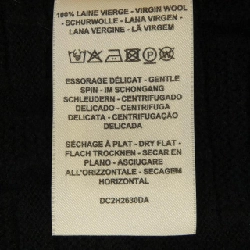 100% LAINE VIERGE - VIRGIN WOOL
- SCHURWOLLE - LANA VIRGEN -
LANA VERGINE - LÃ VIRGEM
ESSORAGE DÉLICAT - GENTLE
SPIN - IM SCHONGANG
SCHLEUDERN - CENTRIFUGADO
DELICADO - CENTRIFUGA
DELICATA - CENTRIFUGAÇÃO
DELICADA
SÉCHAGE À PLAT - DRY FLAT -
FLACH TROCKNEN - SECAR EN
PLANO - ASCIUGARE
ALL'ORIZZONTALE - SECAGEM
HORIZONTAL
DC2H2630DA